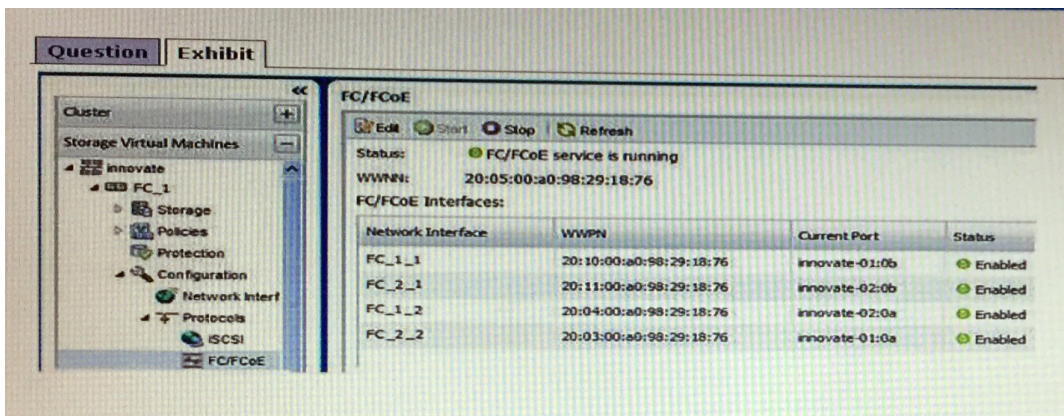 Question Exhibit
Cluster
Storage Virtual Machines
innovate
FC_1
Storage
Policies
Protection
Configuration
Network Interf
Protocols
iSCSI
FC/FCoE
FC/FCoE
Edit Start Stop Refresh
Status: FC/FCoE service is running
WWNN: 20:05:00:a0:98:29:18:76
FC/FCoE Interfaces:
Network Interface WWPN Current Port Status
FC_1_1 20:10:00:a0:98:29:18:76 innovate-01:0b Enabled
FC_2_1 20:11:00:a0:98:29:18:76 innovate-02:0b Enabled
FC_1_2 20:04:00:a0:98:29:18:76 innovate-02:0a Enabled
FC_2_2 20:03:00:a0:98:29:18:76 innovate-01:0a Enabled